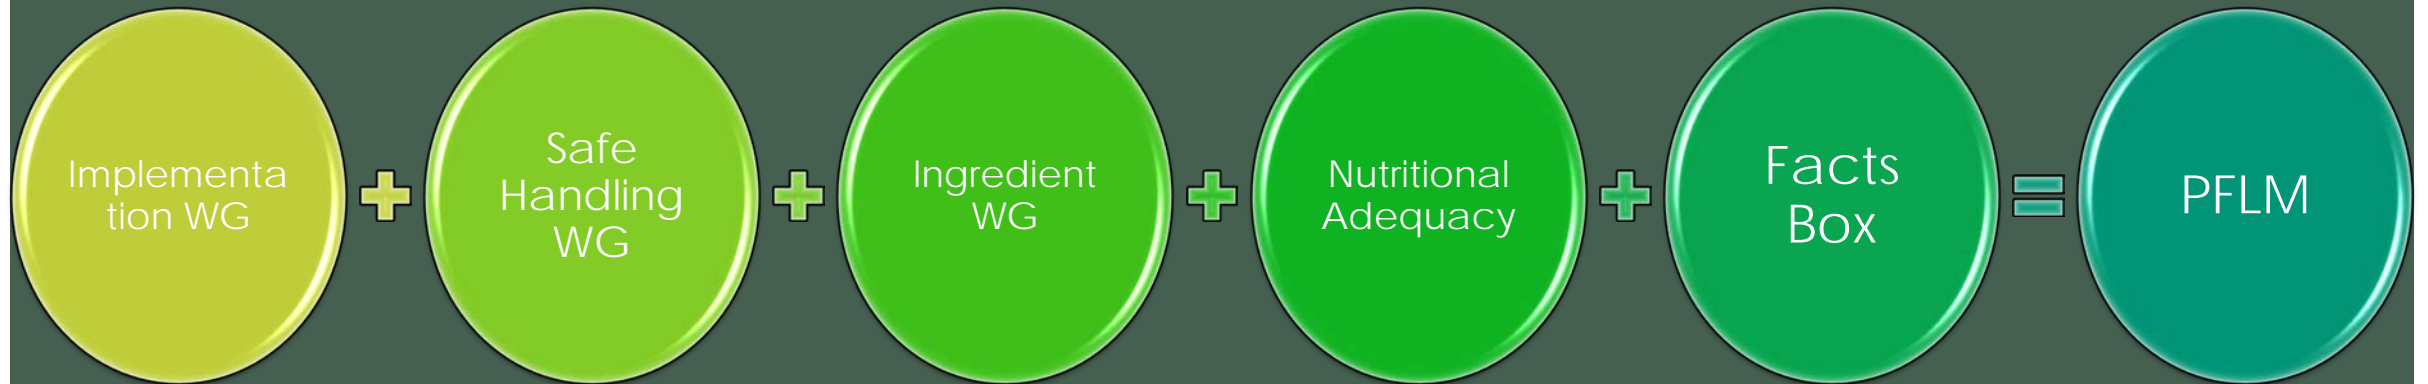 Implementa
tion WG
Safe
Handling
WG
Ingredient
WG
Nutritional
Adequacy
Facts
Box
PFLM